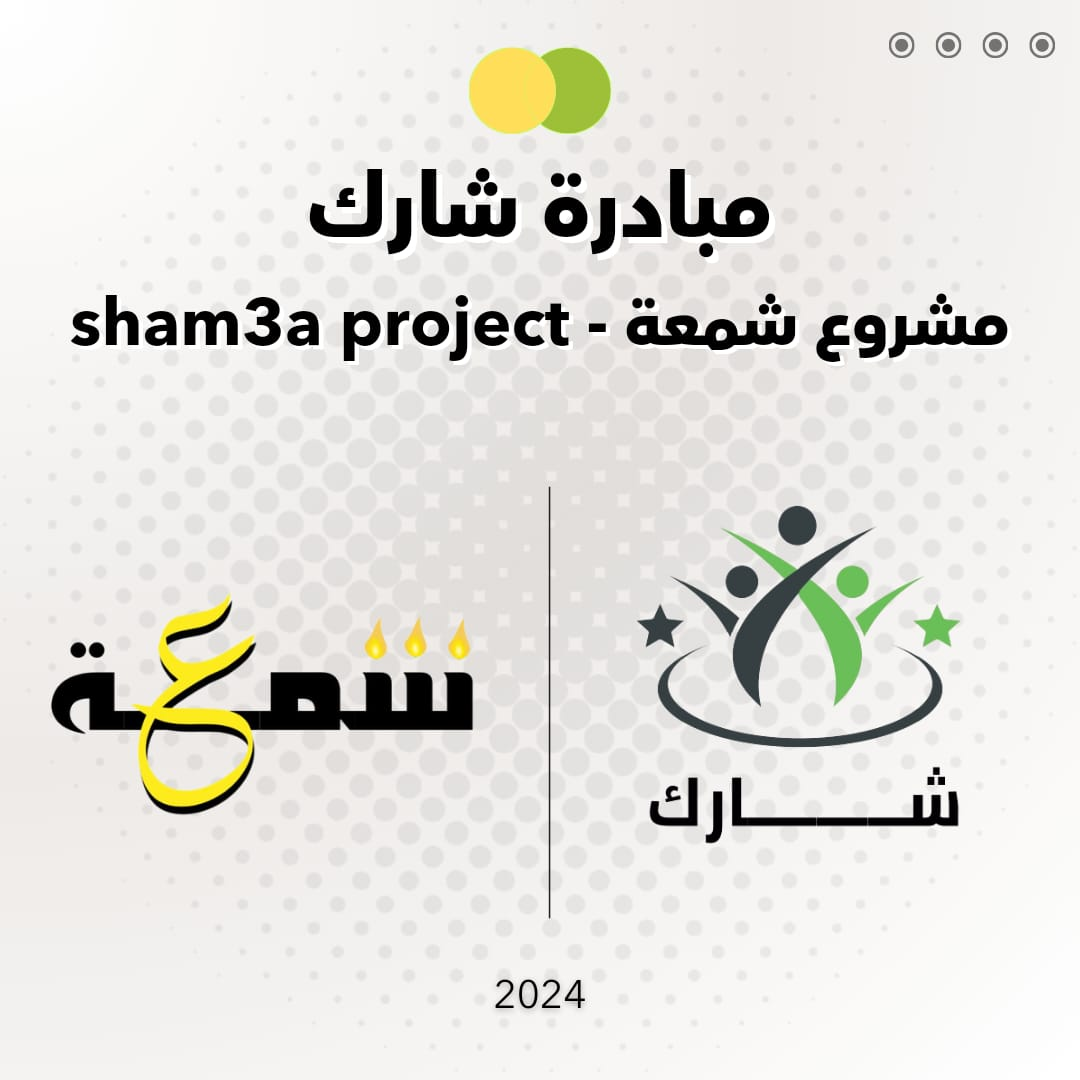 مبادرة شارك
مشروع شمعة - sham3a project
شمعة
شـــــارك
2024